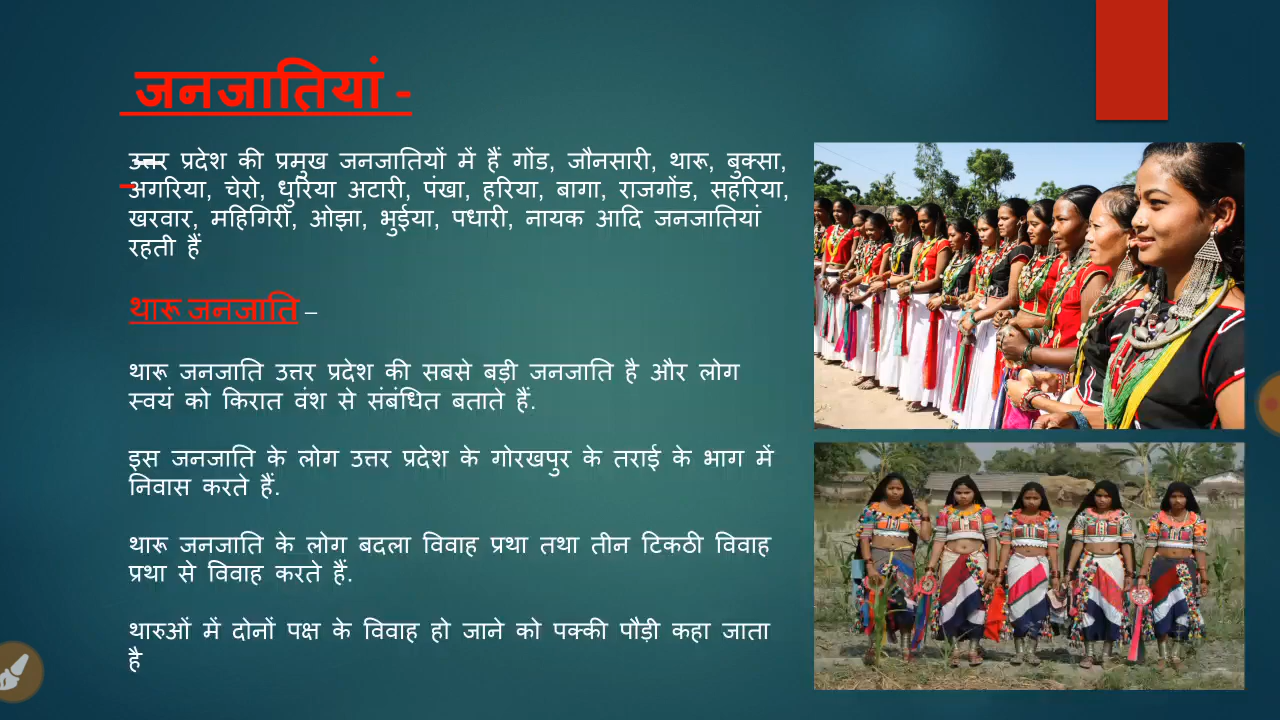 जनजातियां -
उत्तर प्रदेश की प्रमुख जनजातियों में हैं गोंड, जौनसारी, थारू, बुक्सा,
अगरिया, चेरो, धुरिया अटारी, पंखा, हरिया, बागा, राजगोंड, सहरिया,
खरवार, महिगिरी, ओझा, भुईया, पधारी, नायक आदि जनजातियां
रहती हैं
थारू जनजाति –
थारू जनजाति उत्तर प्रदेश की सबसे बड़ी जनजाति है और लोग
स्वयं को किरात वंश से संबंधित बताते हैं.
इस जनजाति के लोग उत्तर प्रदेश के गोरखपुर के तराई के भाग में
निवास करते हैं.
थारू जनजाति के लोग बदला विवाह प्रथा तथा तीन टिकठी विवाह
प्रथा से विवाह करते हैं.
थारुओं में दोनों पक्ष के विवाह हो जाने को पक्की पौड़ी कहा जाता
है